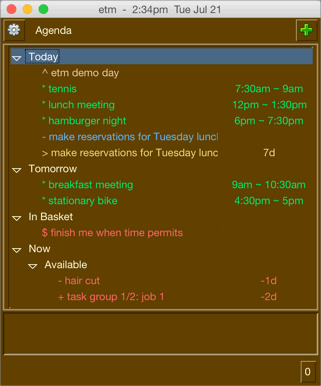 etm - 2:34pm Tue Jul 21
Agenda
Today
^ etm demo day
* tennis 7:30am ~ 9am
* lunch meeting 12pm ~ 1:30pm
* hamburger night 6pm ~ 7:30pm
- make reservations for Tuesday luncl
> make reservations for Tuesday lunc 7d
Tomorrow
* breakfast meeting 9am ~ 10:30am
* stationary bike 4:30pm ~ 5pm
In Basket
$ finish me when time permits
Now
Available
- hair cut -1d
+ task group 1/2: job 1 -2d
0